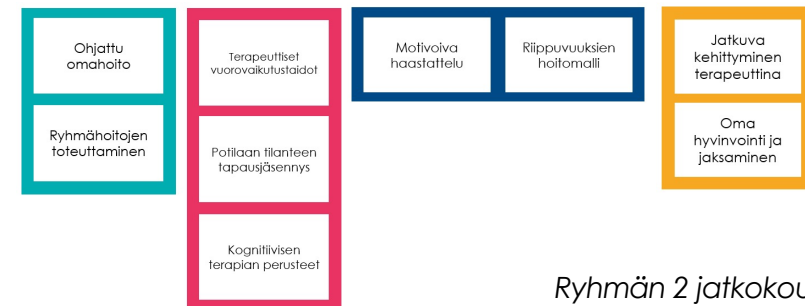 Ohjattu
omahoito
Ryhmähoitojen
toteuttaminen
Terapeuttiset
vuorovaikutustaidot
Potilaan tilanteen
tapausjäsennys
Kognitiivisen
terapian perusteet
Motivoiva
haastattelu
Riippuvuuksien
hoitomalli
Jatkuva
kehittyminen
terapeuttina
Oma
hyvinvointi ja
jaksaminen
Ryhmän 2 jatkokou